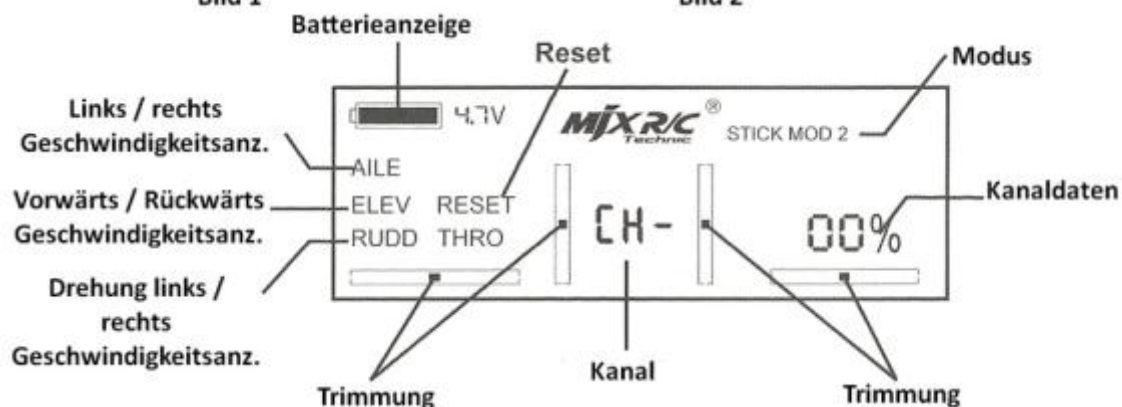 Bild 1
Bild 2
Batterieanzeige
Reset
Modus
Links / rechts
Geschwindigkeitsanz.
4.7V
MJX R/C ®
Technic
STICK MOD 2
AILE
Vorwärts / Rückwärts
Geschwindigkeitsanz.
ELEV RESET
CH-
Kanaldaten
RUDD THRO
00%
Drehung links /
rechts
Geschwindigkeitsanz.
Kanal
Trimmung
Trimmung